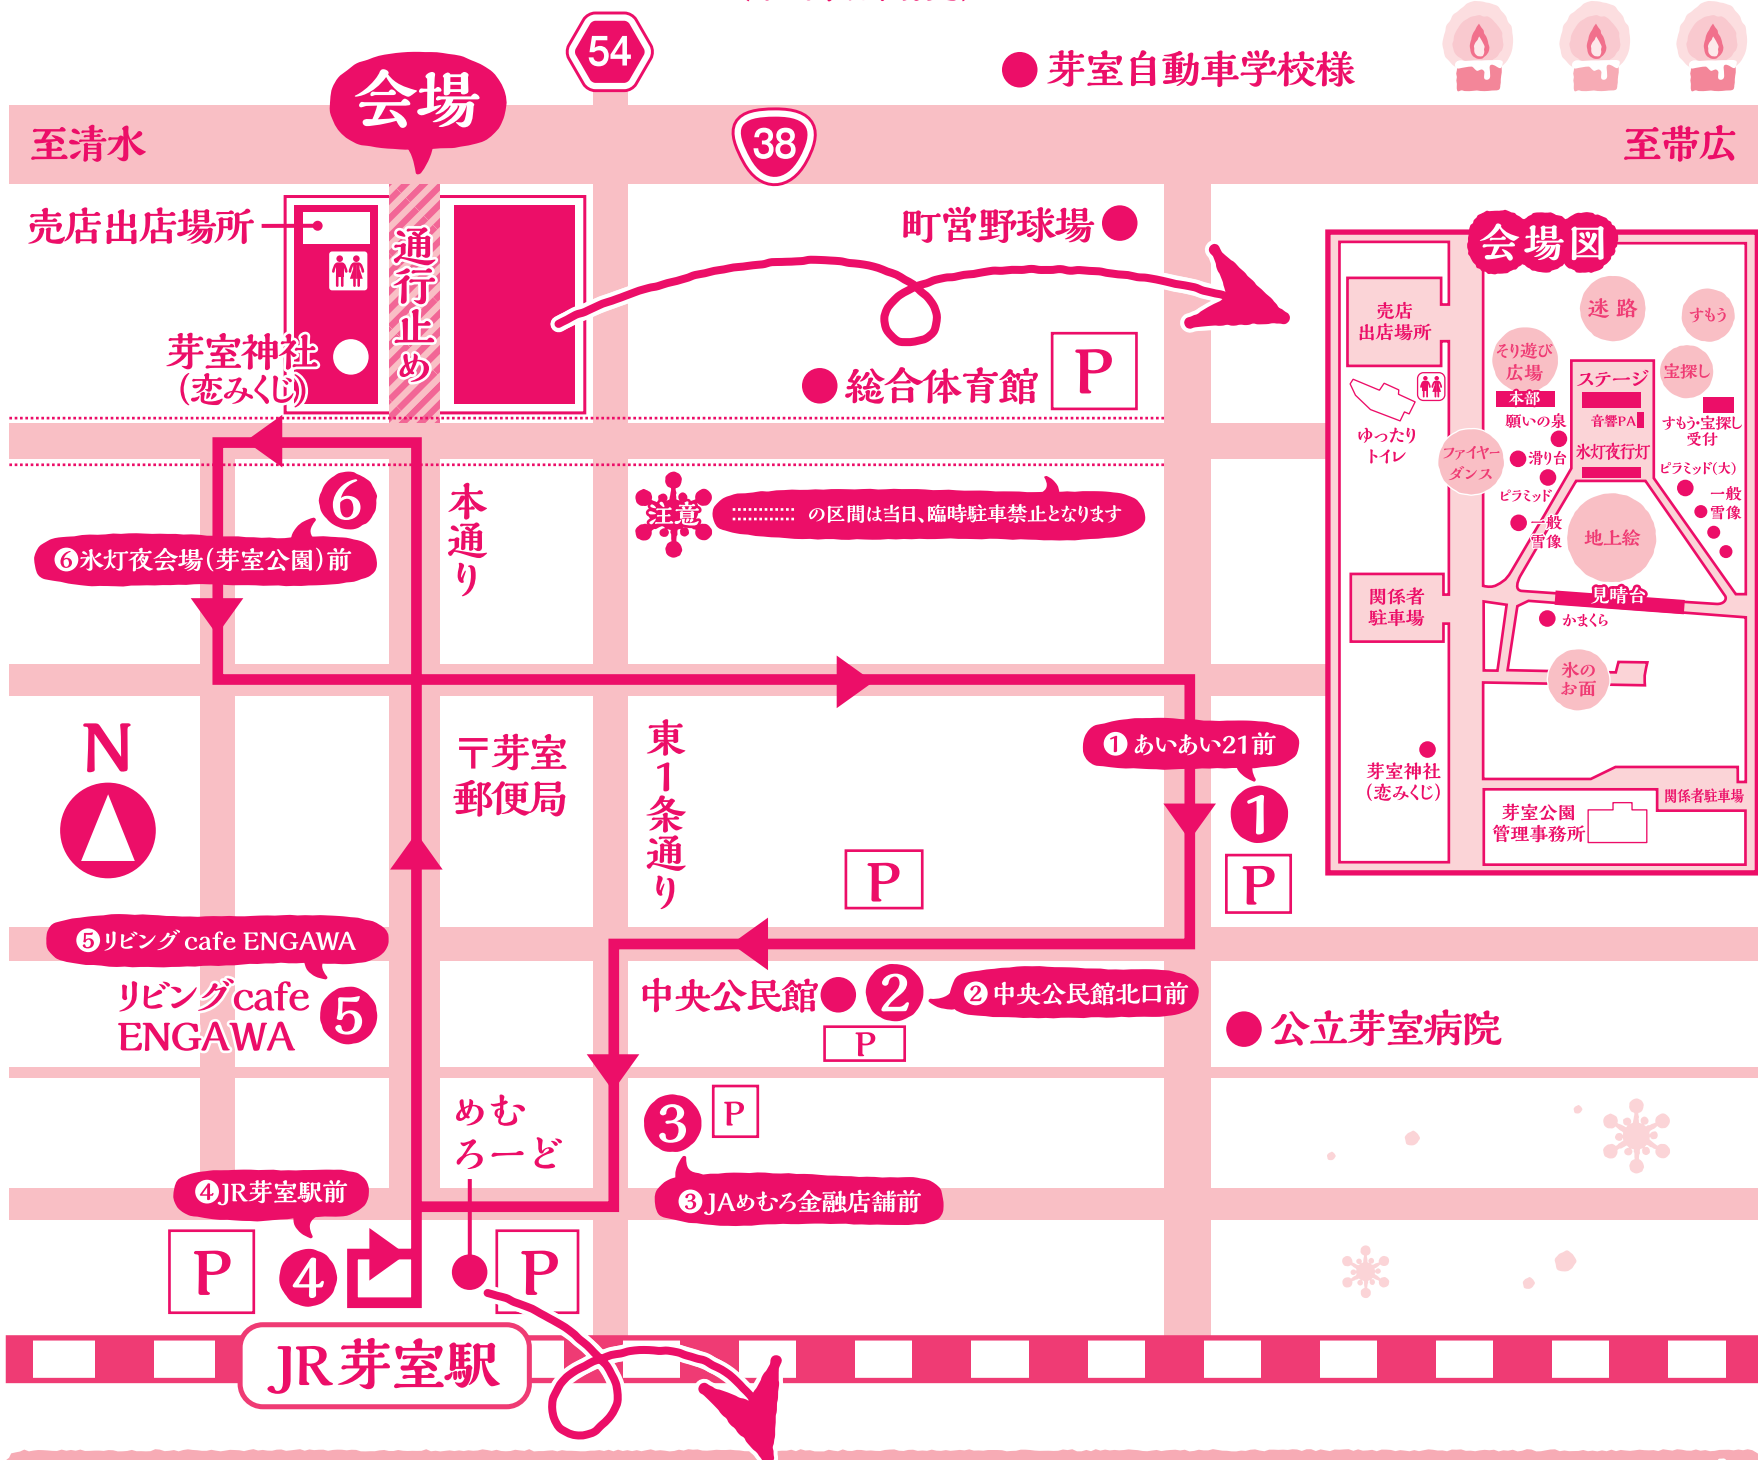 54
芽室自動車学校様
会場
至清水
38
至帯広
売店出店場所
通行止め
町営野球場
芽室神社
(恋みくじ)
総合体育館
P
会場図
売店
出店場所
迷路
すもう
そり遊び
広場
宝探し
ステージ
本部
願いの泉
音響PA
すもう・宝探し
受付
ゆったり
トイレ
ファイヤー
ダンス
滑り台
氷灯夜行灯
ピラミッド(大)
ピラミッド
一般
雪像
一般
雪像
地上絵
見晴台
関係者
駐車場
かまくら
氷の
お面
芽室神社
(恋みくじ)
関係者駐車場
芽室公園
管理事務所
6
❻氷灯夜会場(芽室公園)前
本通り
注意
の区間は当日、臨時駐車禁止となります
N
〒芽室
郵便局
東1条通り
❶あいあい21前
1
P
P
❺リビング cafe ENGAWA
リビングcafe
ENGAWA
5
中央公民館
2
❷中央公民館北口前
P
公立芽室病院
めむ
ろーど
3
P
❸JAめむろ金融店舗前
❹JR芽室駅前
P
4
P
JR芽室駅